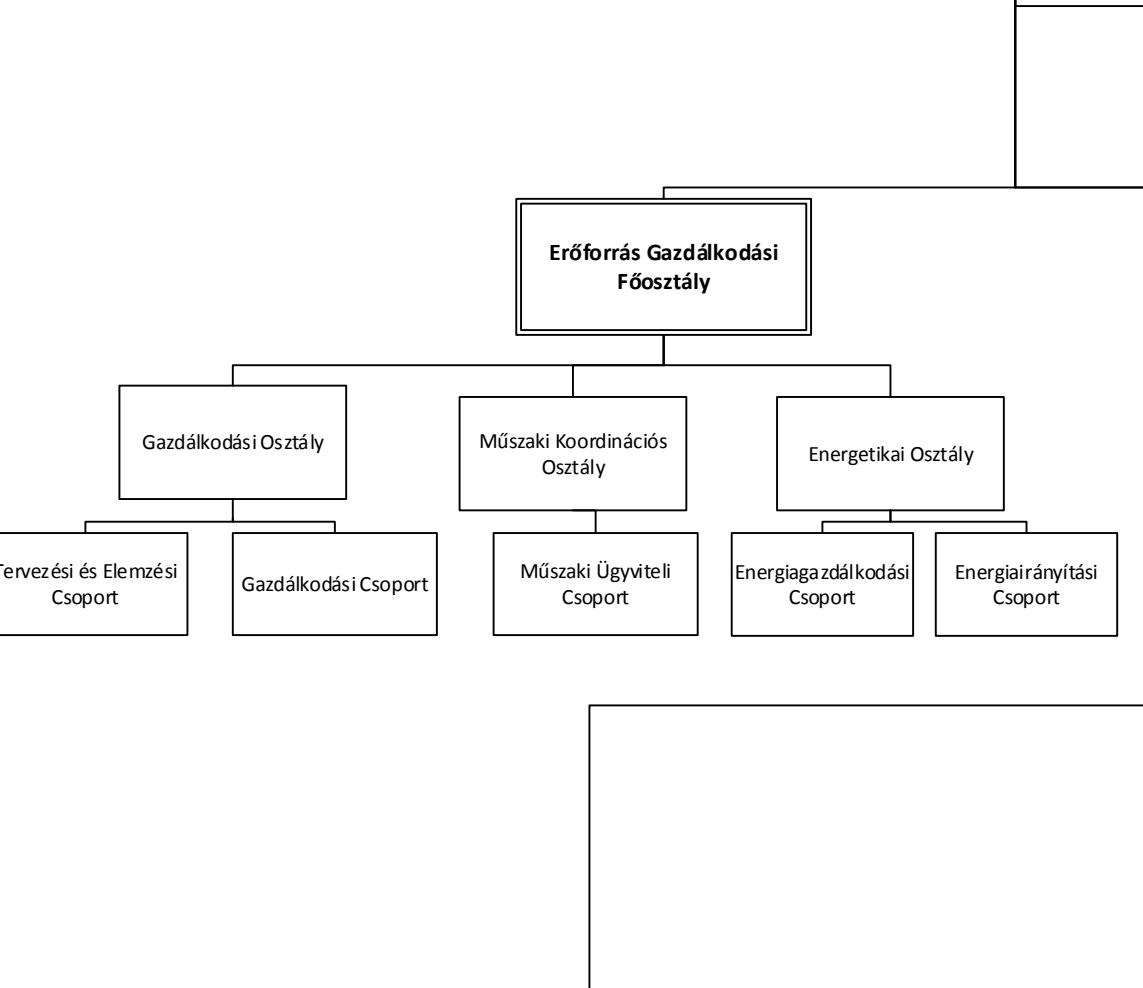 Erőforrás Gazdálkodási
Főosztály
Gazdálkodási Osztály
Műszaki Koordinációs
Osztály
Energetikai Osztály
Tervezési és Elemzési
Csoport
Gazdálkodási Csoport
Műszaki Ügyviteli
Csoport
Energiagazdálkodási
Csoport
Energiairányítási
Csoport